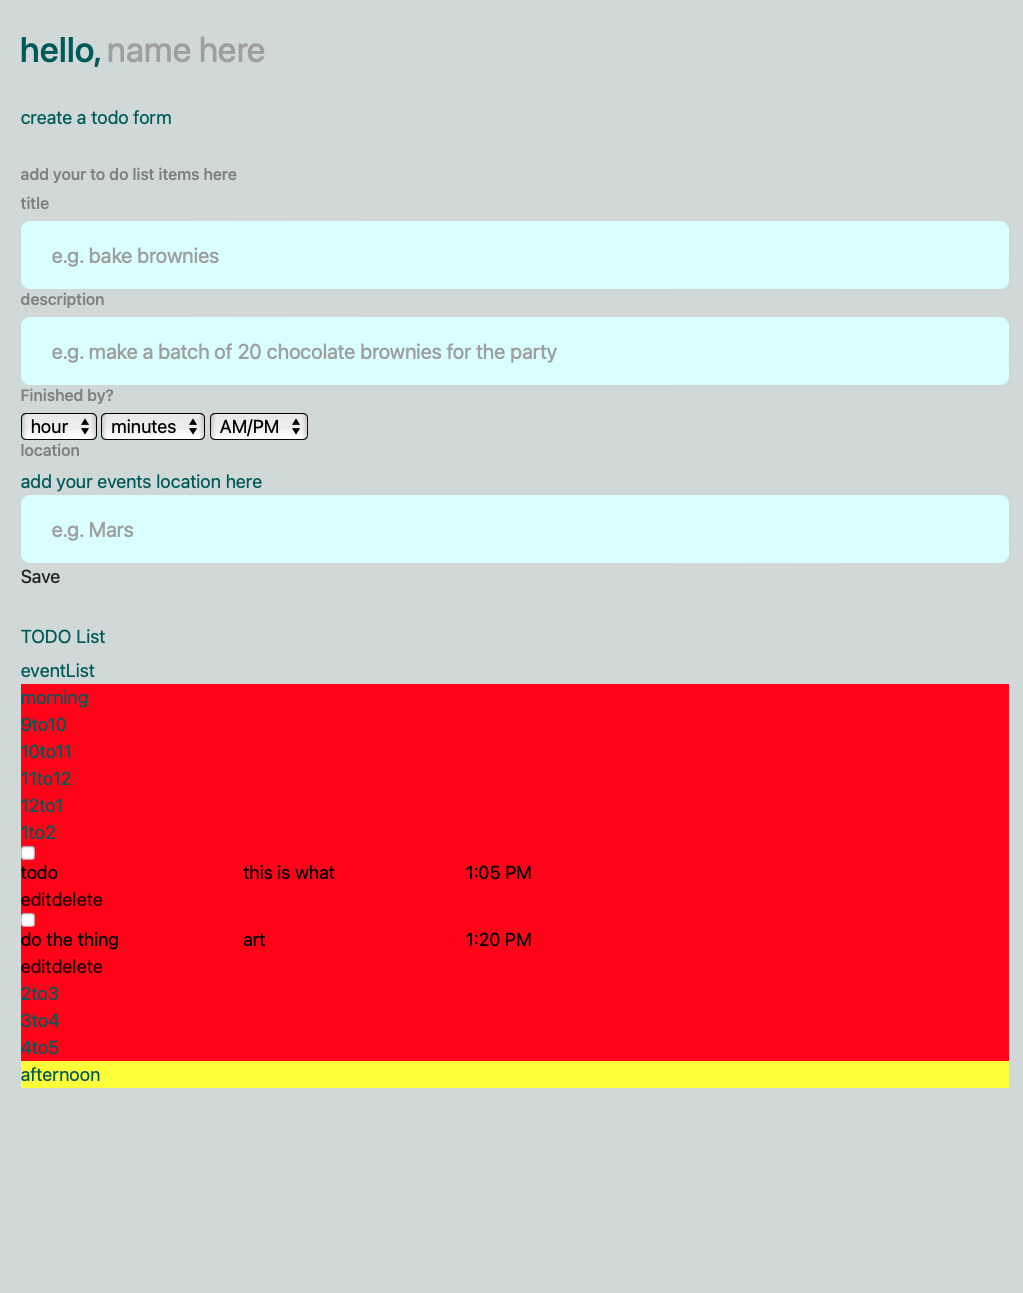 hello, name here
create a todo form
add your to do list items here
title
e.g. bake brownies
description
e.g. make a batch of 20 chocolate brownies for the party
Finished by?
hour minutes AM/PM
location
add your events location here
e.g. Mars
Save
TODO List
eventList
morning
9to10
10to11
11to12
12to1
1to2
todo this is what 1:05 PM
editdelete
do the thing art 1:20 PM
editdelete
2to3
3to4
4to5
afternoon